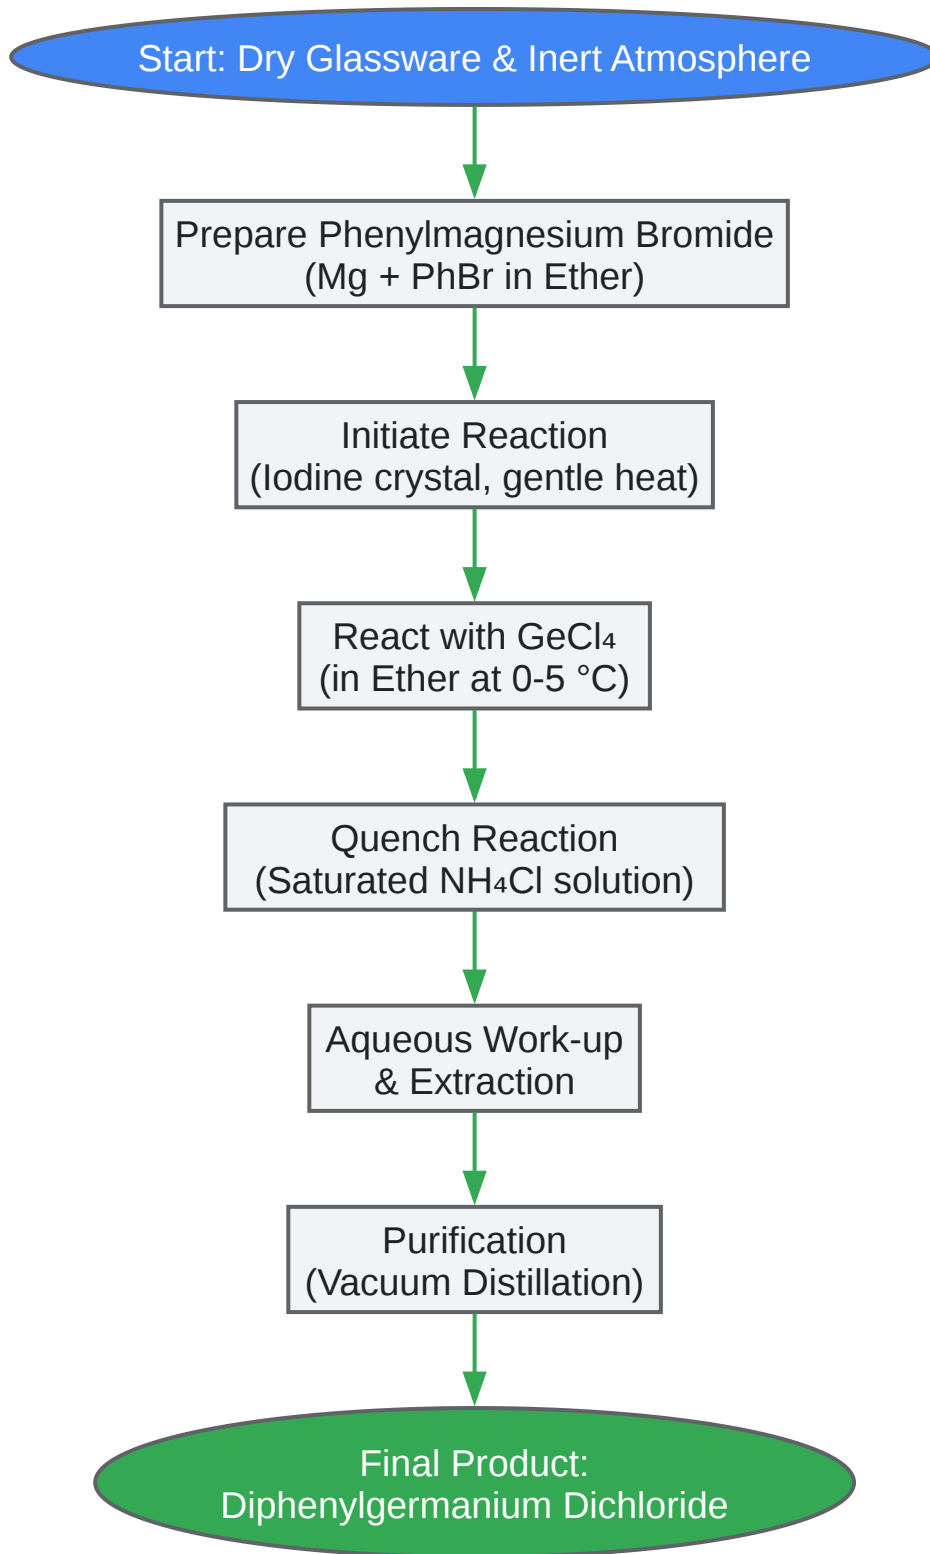 Start: Dry Glassware & Inert Atmosphere
Prepare Phenylmagnesium Bromide
(Mg + PhBr in Ether)
Initiate Reaction
(Iodine crystal, gentle heat)
React with GeCl₄
(in Ether at 0-5 °C)
Quench Reaction
(Saturated NH₄Cl solution)
Aqueous Work-up
& Extraction
Purification
(Vacuum Distillation)
Final Product:
Diphenylgermanium Dichloride